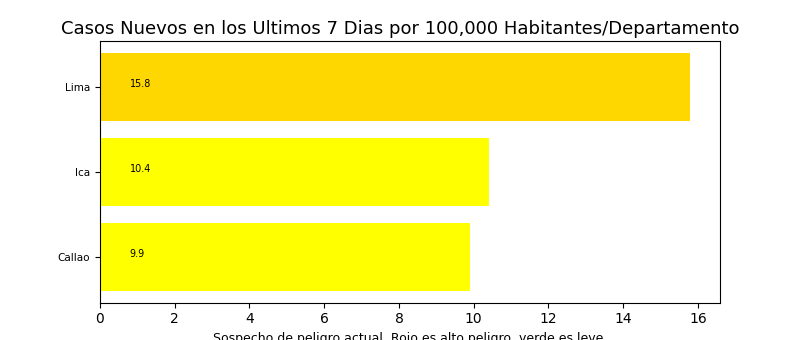 Casos Nuevos en los Ultimos 7 Dias por 100,000 Habitantes/Departamento
Lima
15.8
Ica
10.4
Callao
9.9
0 2 4 6 8 10 12 14 16
Sospecho de peligro actual. Rojo es alto peligro, verde es leve